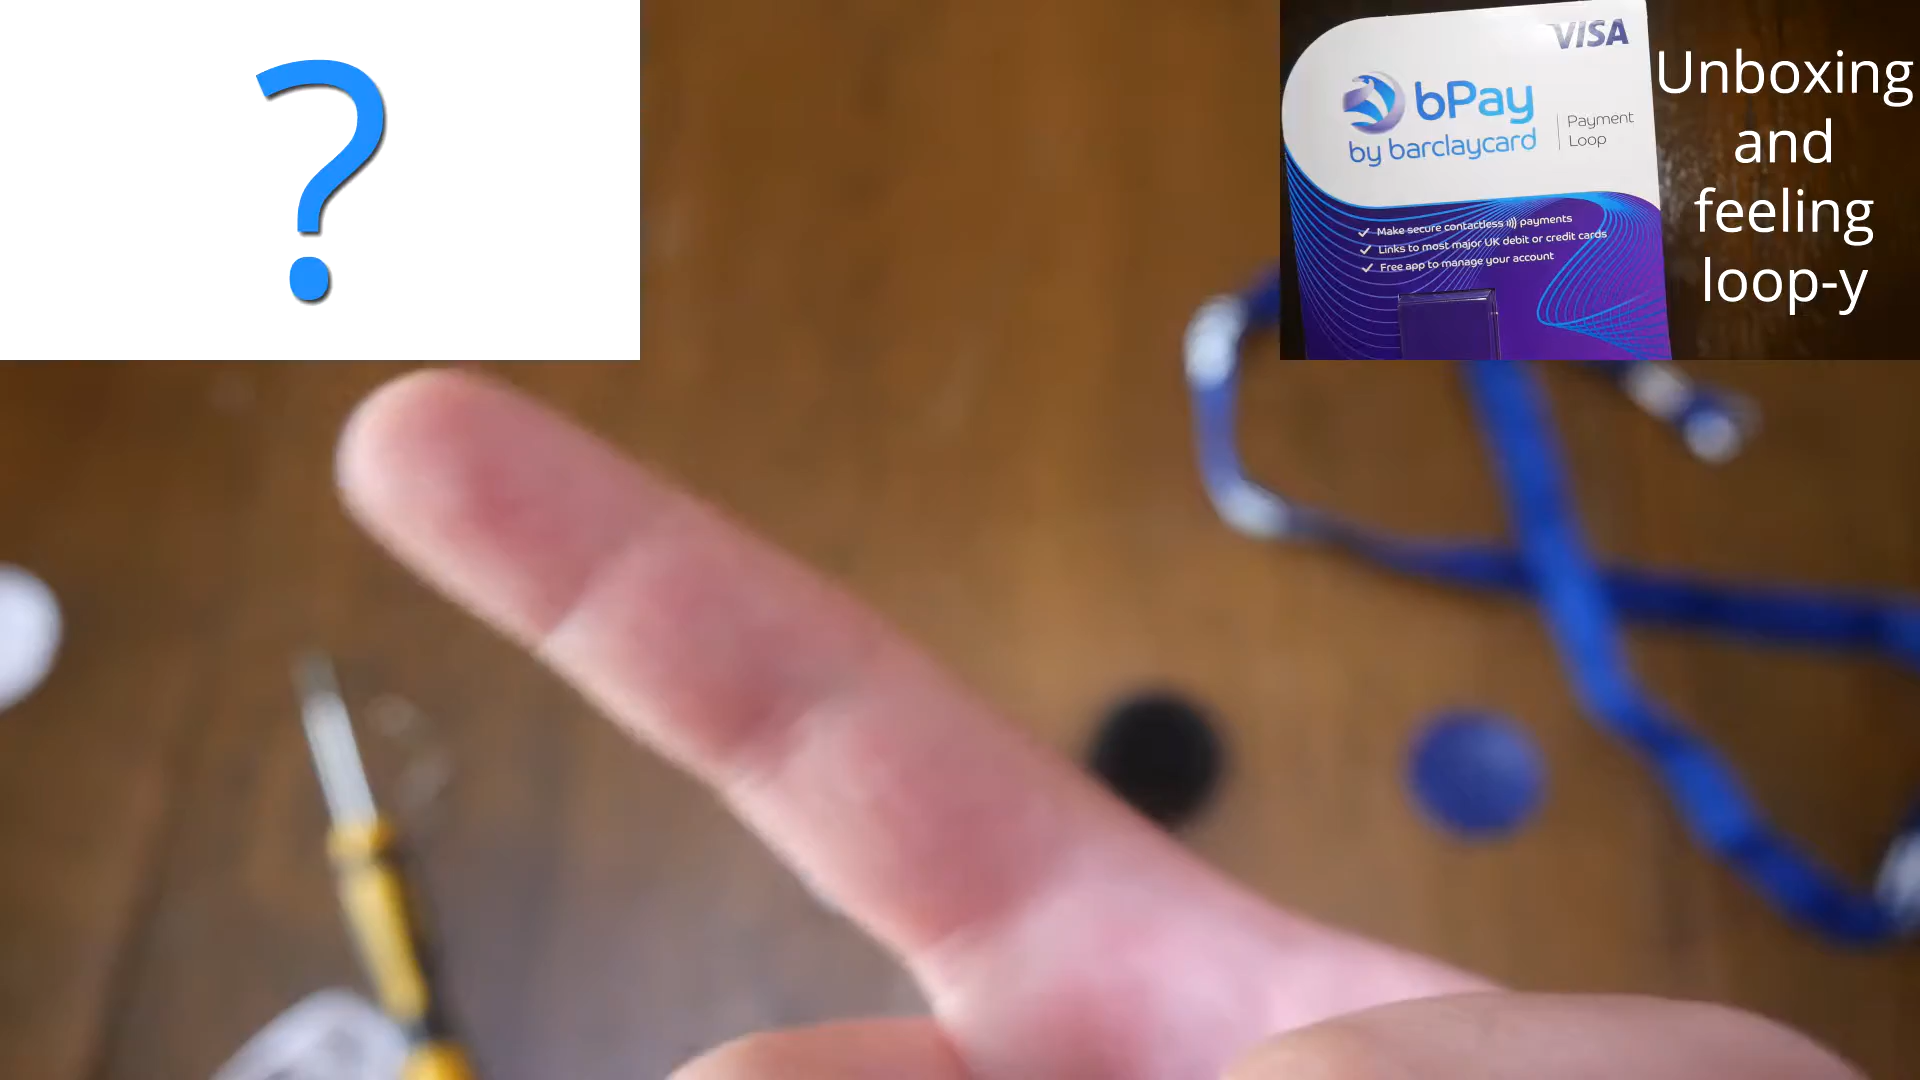 ?
VISA
bPay
by barclaycard
Payment
Loop
Make secure contactless payments
Links to most major UK debit or credit cards
Free app to manage your account
Unboxing
and
feeling
loop-y